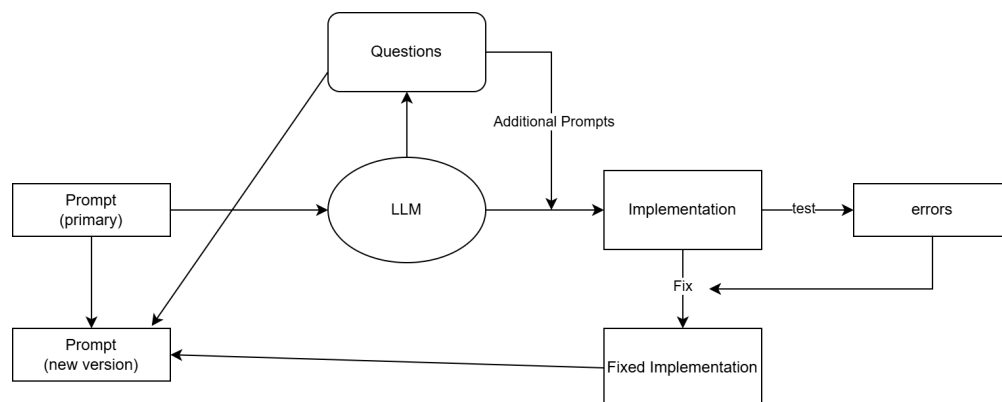 Questions
Additional Prompts
Prompt
(primary)
LLM
Implementation
test
errors
Fix
Prompt
(new version)
Fixed Implementation